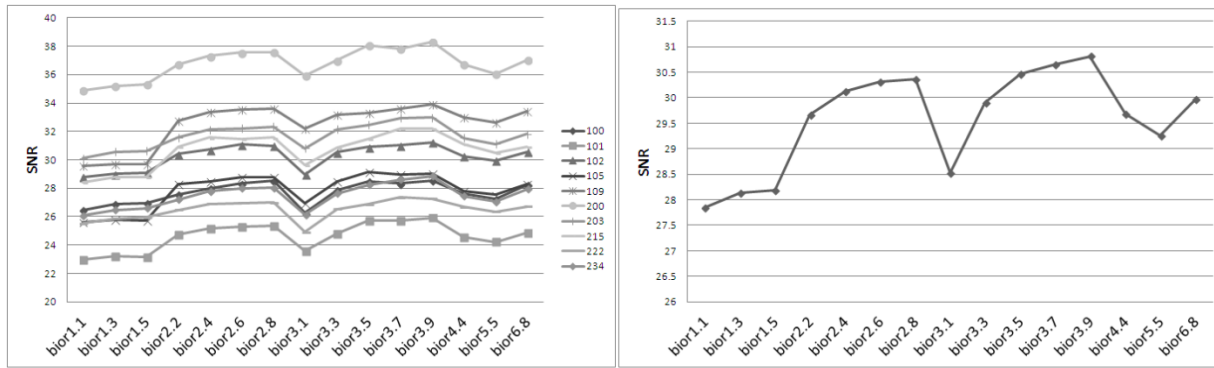 40
38
36
34
32
30
28
26
24
22
20
SNR
bior1.1
bior1.3
bior1.5
bior2.2
bior2.4
bior2.6
bior2.8
bior3.1
bior3.3
bior3.5
bior3.7
bior3.9
bior4.4
bior5.5
bior6.8
100
101
102
105
109
200
203
215
222
234
31.5
31
30.5
30
29.5
29
28.5
28
27.5
27
26.5
26
SNR
bior1.1
bior1.3
bior1.5
bior2.2
bior2.4
bior2.6
bior2.8
bior3.1
bior3.3
bior3.5
bior3.7
bior3.9
bior4.4
bior5.5
bior6.8